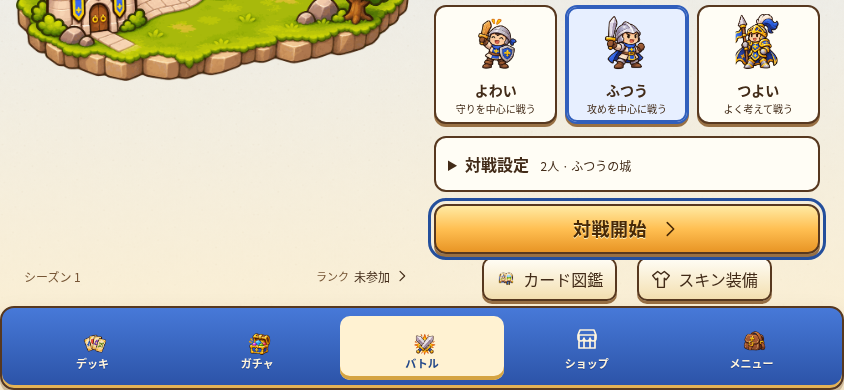 よわい
守りを中心に戦う
ふつう
攻めを中心に戦う
つよい
よく考えて戦う
対戦設定 2人・ふつうの城
対戦開始
シーズン 1
ランク 未参加
カード図鑑
スキン装備
デッキ
ガチャ
バトル
ショップ
メニュー